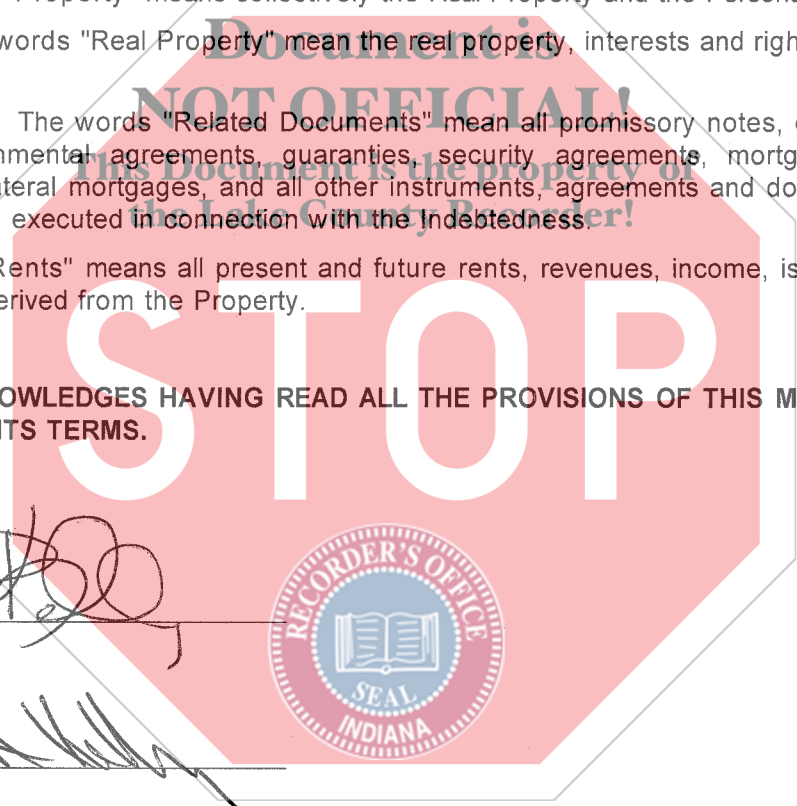 Property" means collectively the Real Property and the
words "Real Property" mean the real property, interests and righ
Document is
NOT OFFICIAL!
The words "Related Documents" mean all promissory notes,
nmental agreements, guaranties, security agreements, mortg
This Document is the property of
ateral mortgages, and all other instruments, agreements and do
executed in connection with the Indebtedness.
the Lake County Recorder!
Rents" means all present and future rents, revenues, income, is
erived from the Property.
STOP
OWLEDGES HAVING READ ALL THE PROVISIONS OF THIS M
ITS TERMS.
RECORDER'S OFFICE
SEAL
INDIANA